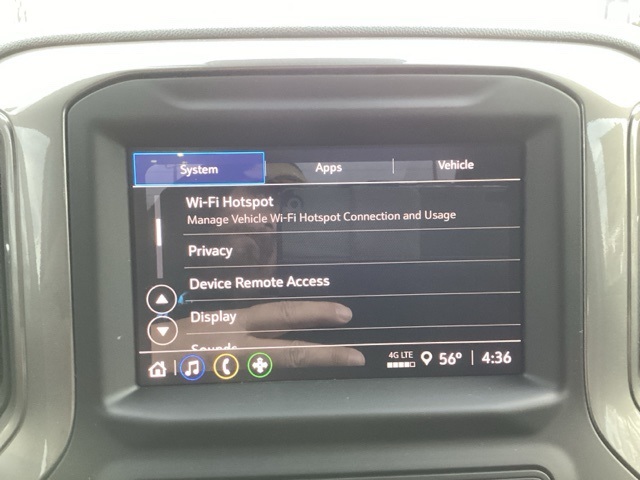 System Apps Vehicle
Wi-Fi Hotspot
Manage Vehicle Wi-Fi Hotspot Connection and Usage
Privacy
Device Remote Access
Display
Sounds
4G LTE 56° 4:36